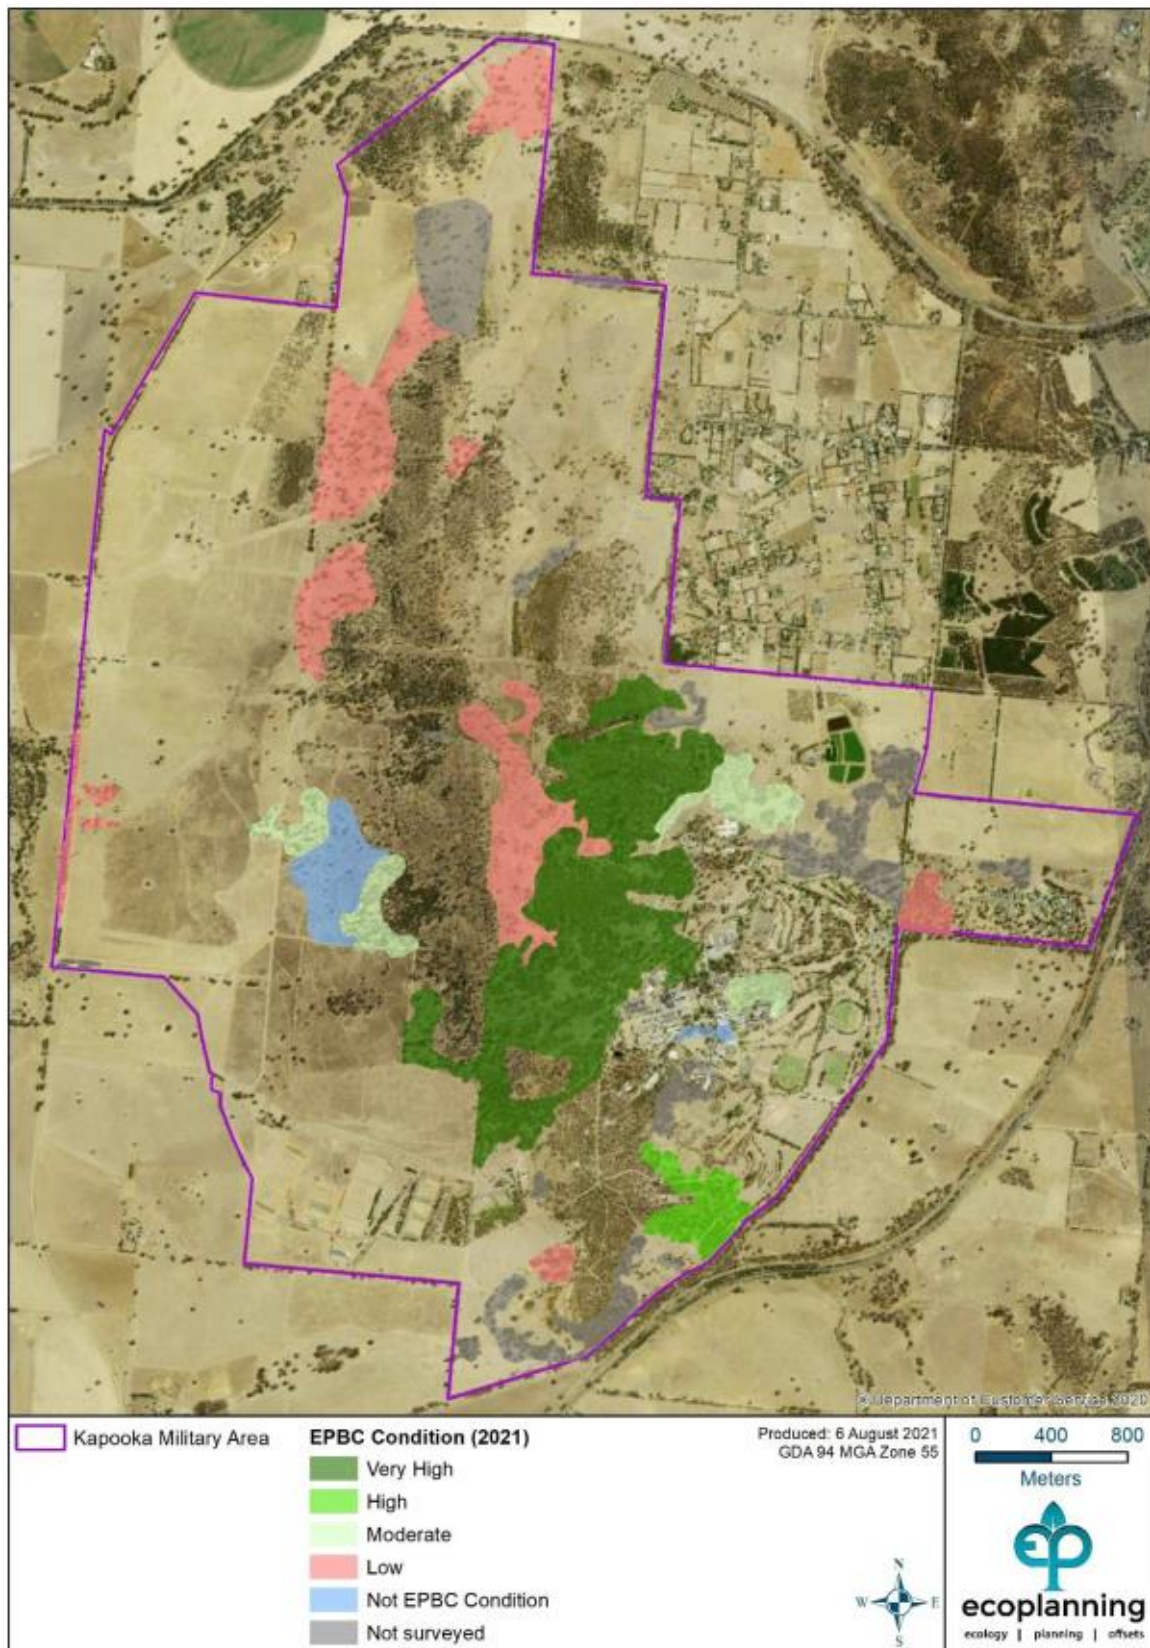 © Department of Customer Service 2020
Kapooka Military Area
EPBC Condition (2021)
Very High
High
Moderate
Low
Not EPBC Condition
Not surveyed
Produced: 6 August 2021
GDA 94 MGA Zone 55
N
W E
S
0 400 800
Meters
ep
ecoplanning
ecology | planning | offsets